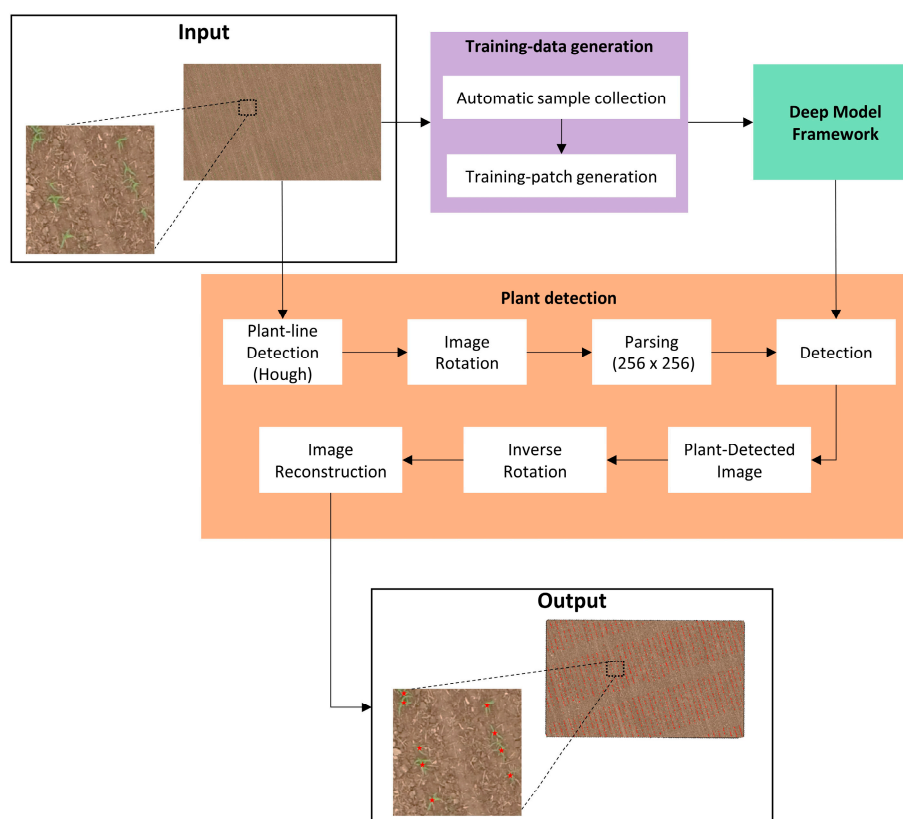 Input
Training-data generation
Automatic sample collection
Training-patch generation
Deep Model
Framework
Plant detection
Plant-line
Detection
(Hough)
Image
Rotation
Parsing
(256 x 256)
Detection
Image
Reconstruction
Inverse
Rotation
Plant-Detected
Image
Output